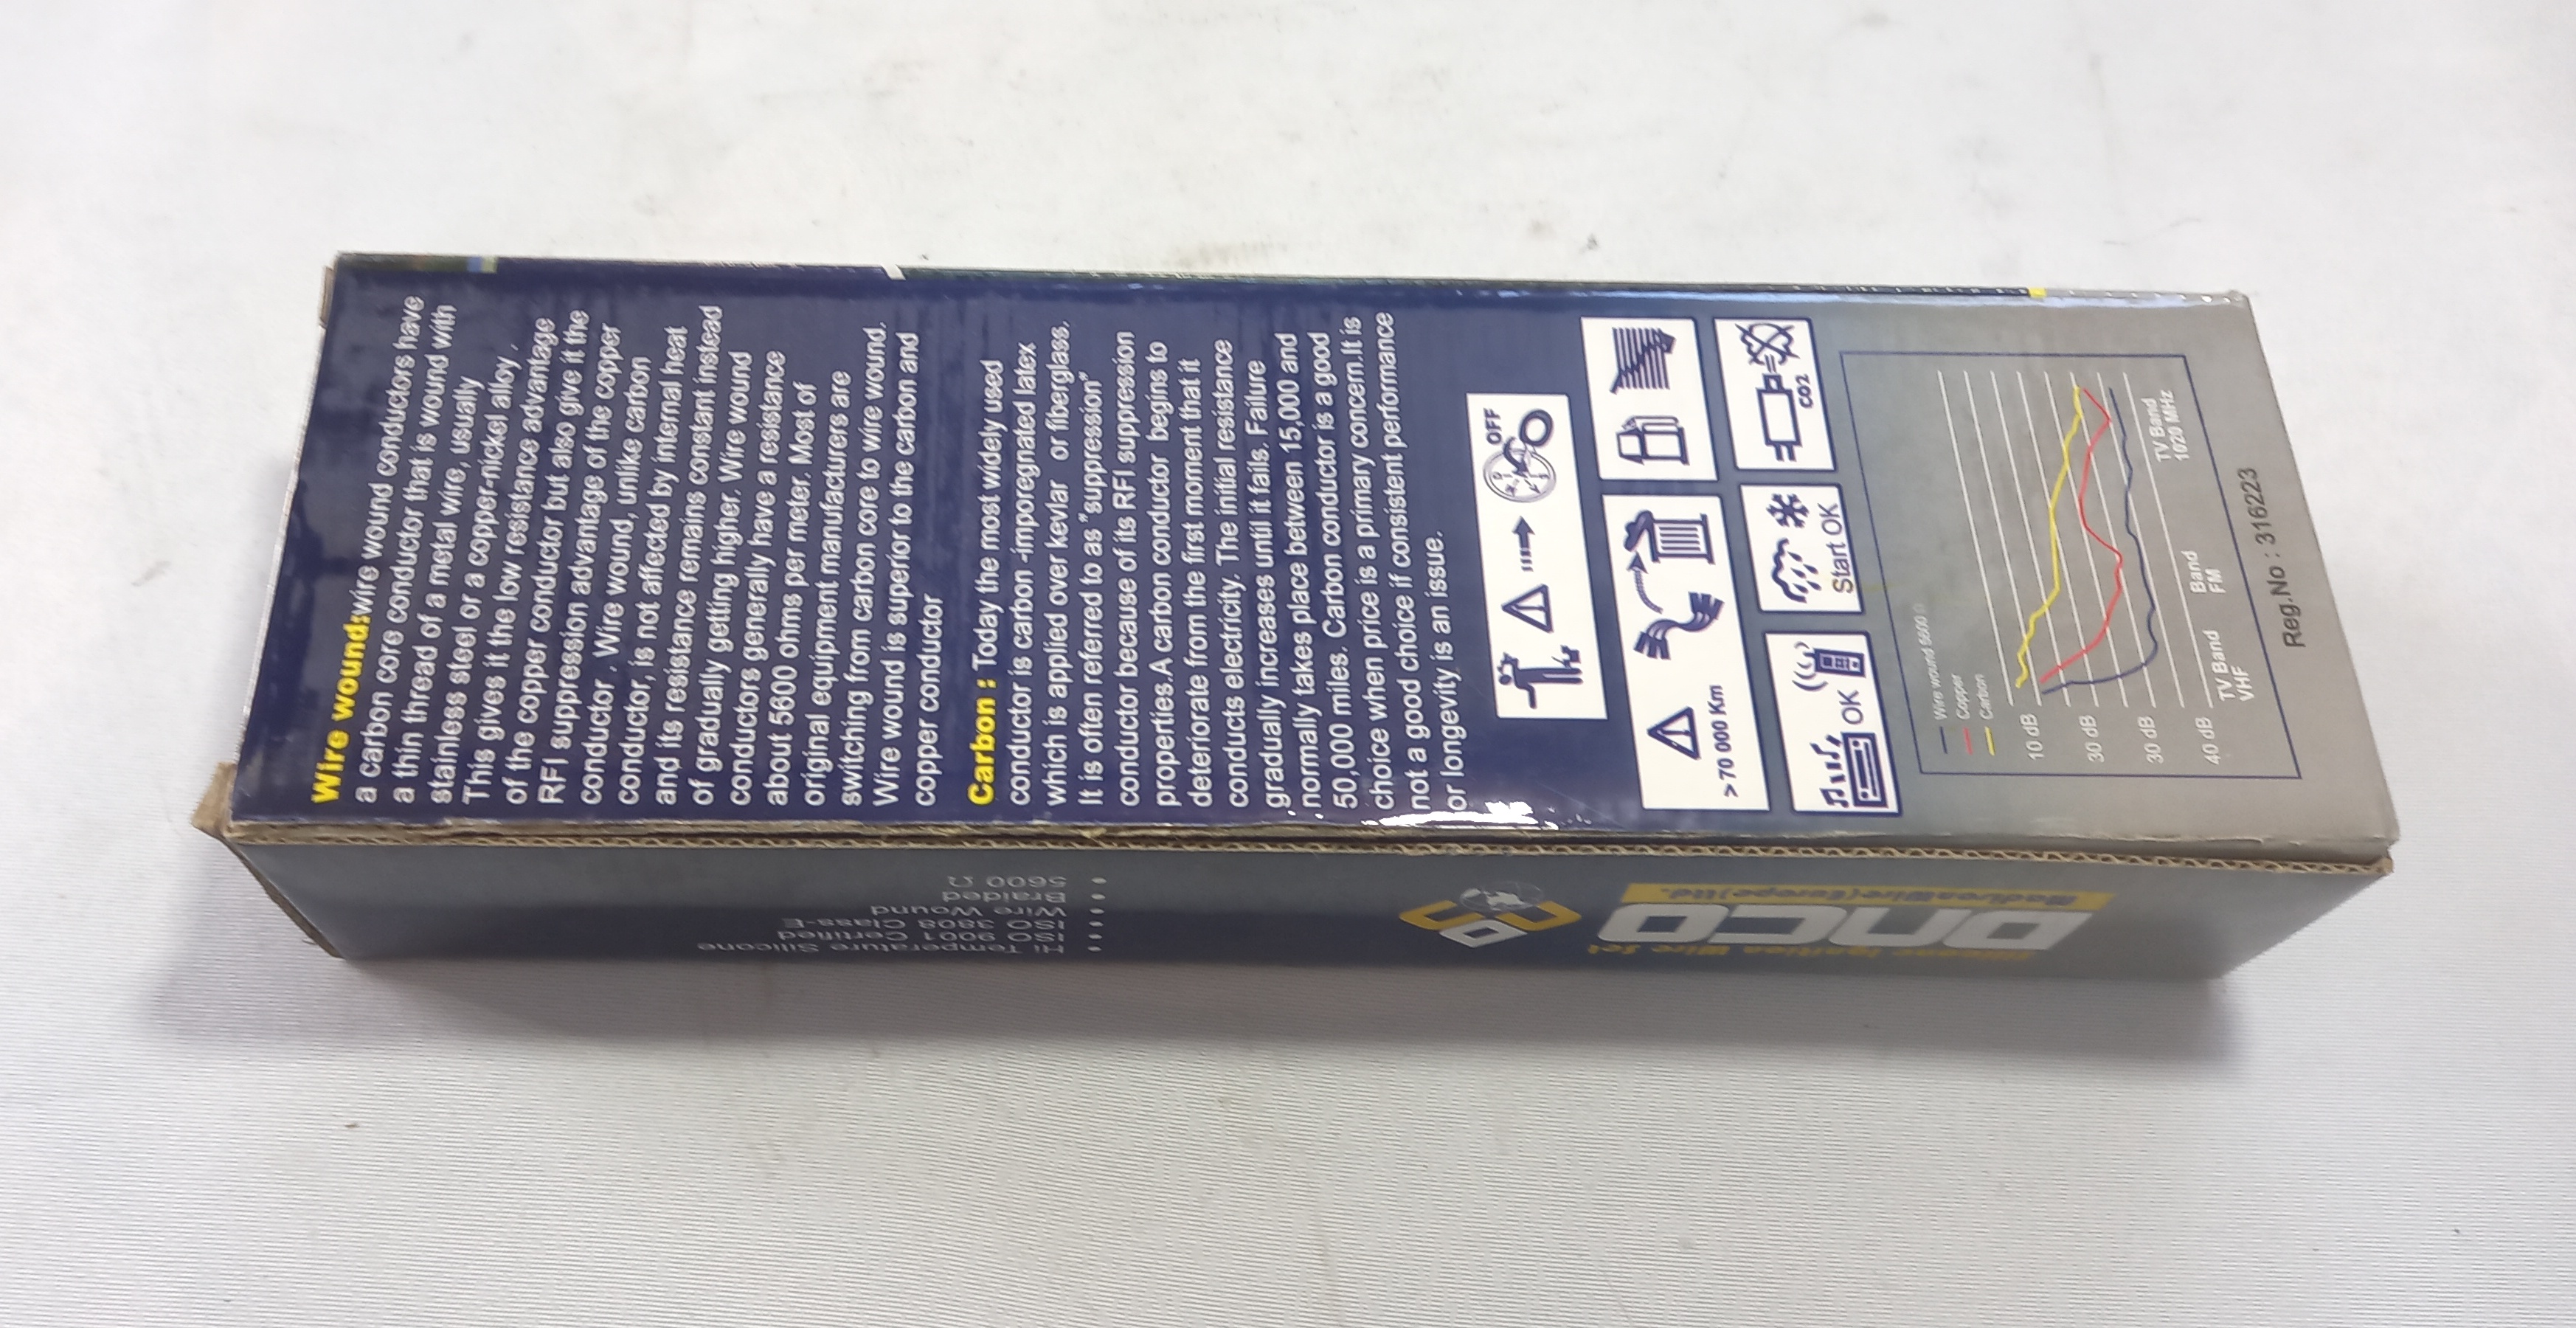 Wire wound:wire wound conductors have
a carbon core conductor that is wound with
a thin thread of a metal wire, usually
stainless steel or a copper-nickel alloy .
This gives it the low resistance advantage
of the copper conductor but also give it the
RFI suppression advantage of the copper
conductor . Wire wound, unlike carbon
conductor, is not affected by internal heat
and its resistance remains constant instead
of gradually getting higher. Wire wound
conductors generally have a resistance
about 5600 ohms per meter. Most of
original equipment manufacturers are
switching from carbon core to wire wound.
Wire wound is superior to the carbon and
copper conductor
Carbon : Today the most widely used
conductor is carbon -imporegnated latex
which is applied over kevlar or fiberglass.
It is often referred to as "suppression"
conductor because of its RFI suppression
properties.A carbon conductor begins to
deteriorate from the first moment that it
conducts electricity. The initial resistance
gradually increases until it fails. Failure
normally takes place between 15,000 and
50,000 miles. Carbon conductor is a good
choice when price is a primary concern.It is
not a good choice if consistent performance
or longevity is an issue.
OFF
>70 000 Km
OK
Start OK
CO2
Wire wound 5600 Ω
Copper
Carbon
10 dB
30 dB
30 dB
40 dB
TV Band
VHF
Band
FM
TV Band
1020 MHz
Reg.No : 3162223
Hi Temperature Silicone
ISO 9001 Certified
ISO 3808 Class-E
Wire Wound
Braided
5600 Ω
Silicone Ignition Wire Set
DNCO
(Europe)ltd.